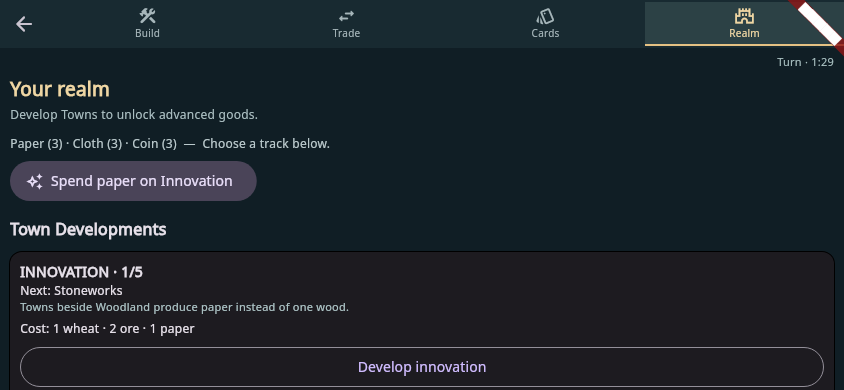 Build
Trade
Cards
Realm
Turn · 1:29
Your realm
Develop Towns to unlock advanced goods.
Paper (3) · Cloth (3) · Coin (3) — Choose a track below.
Spend paper on Innovation
Town Developments
INNOVATION · 1/5
Next: Stoneworks
Towns beside Woodland produce paper instead of one wood.
Cost: 1 wheat · 2 ore · 1 paper
Develop innovation